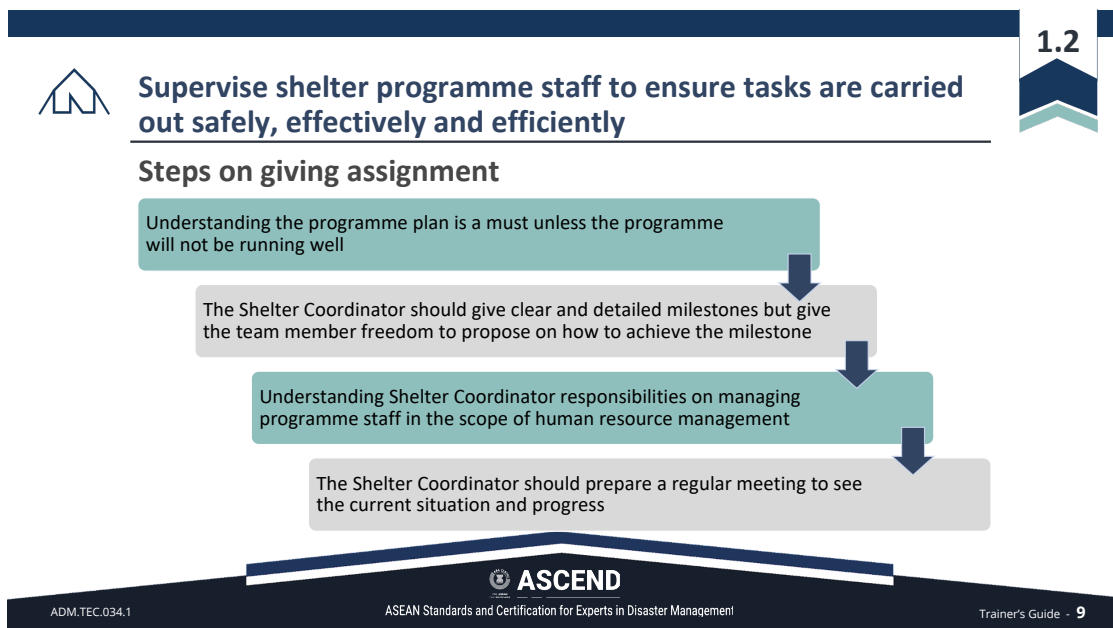 1.2
Supervise shelter programme staff to ensure tasks are carried
out safely, effectively and efficiently
Steps on giving assignment
Understanding the programme plan is a must unless the programme
will not be running well
The Shelter Coordinator should give clear and detailed milestones but give
the team member freedom to propose on how to achieve the milestone
Understanding Shelter Coordinator responsibilities on managing
programme staff in the scope of human resource management
The Shelter Coordinator should prepare a regular meeting to see
the current situation and progress
ASCEND
ADM.TEC.034.1
ASEAN Standards and Certification for Experts in Disaster Management
Trainer's Guide - 9